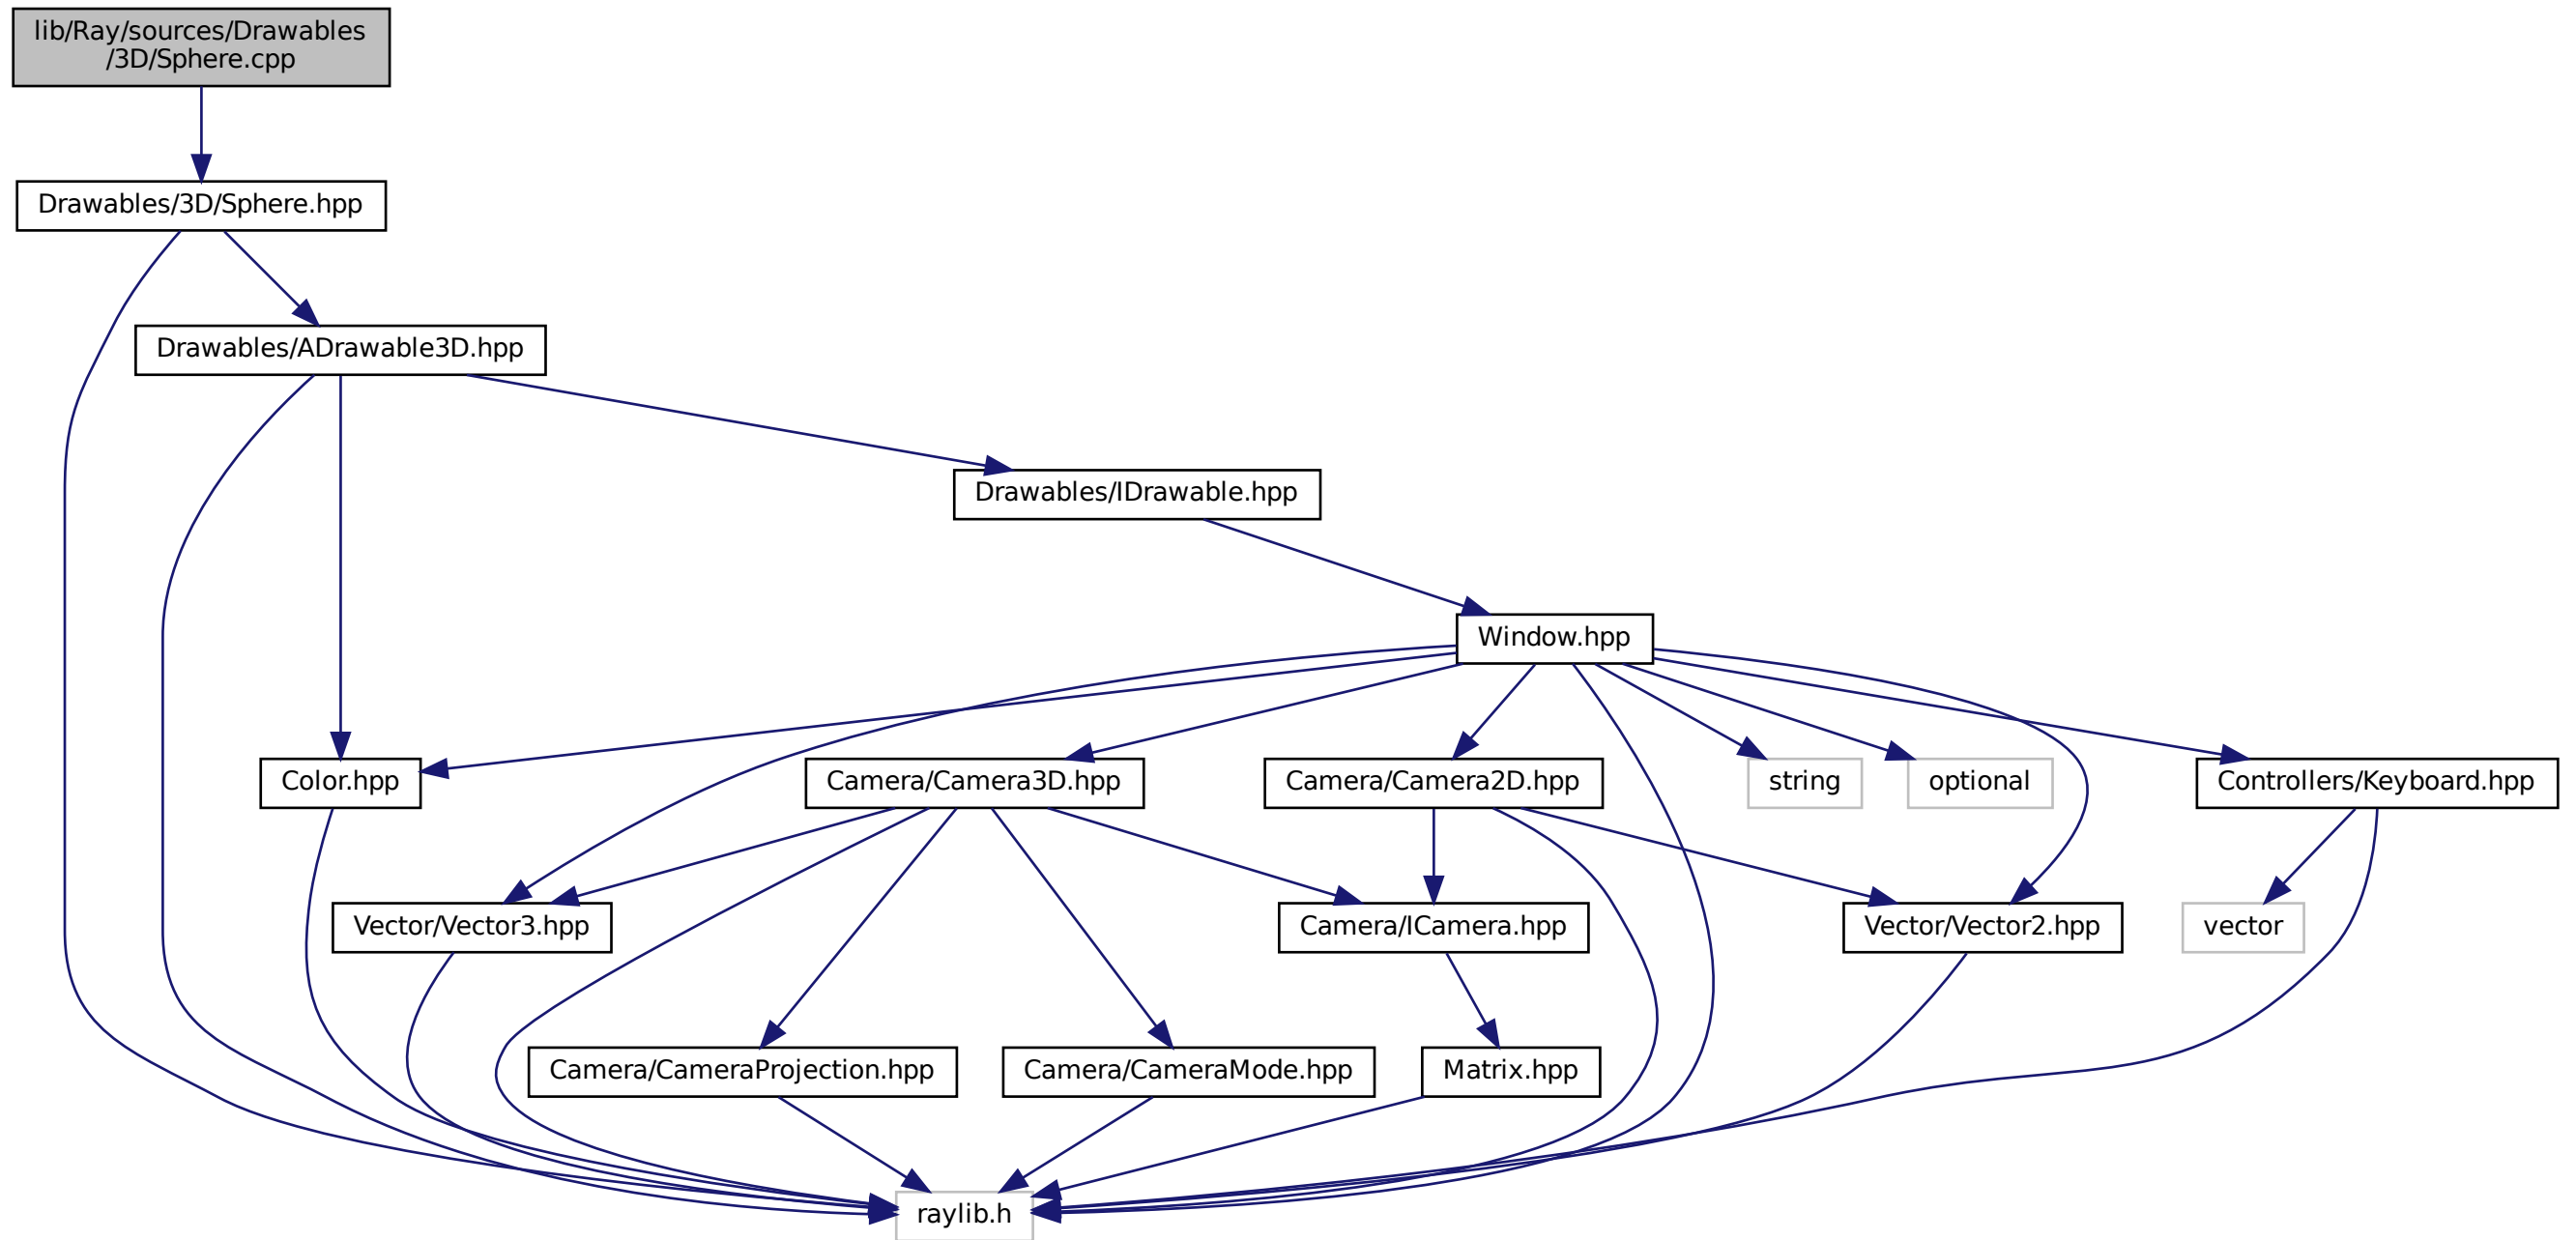 lib/Ray/sources/Drawables
/3D/Sphere.cpp
Drawables/3D/Sphere.hpp
Drawables/ADrawable3D.hpp
Drawables/IDrawable.hpp
Window.hpp
Color.hpp
Camera/Camera3D.hpp
Camera/Camera2D.hpp
string
optional
Controllers/Keyboard.hpp
Vector/Vector3.hpp
Camera/ICamera.hpp
Vector/Vector2.hpp
vector
Camera/CameraProjection.hpp
Camera/CameraMode.hpp
Matrix.hpp
raylib.h